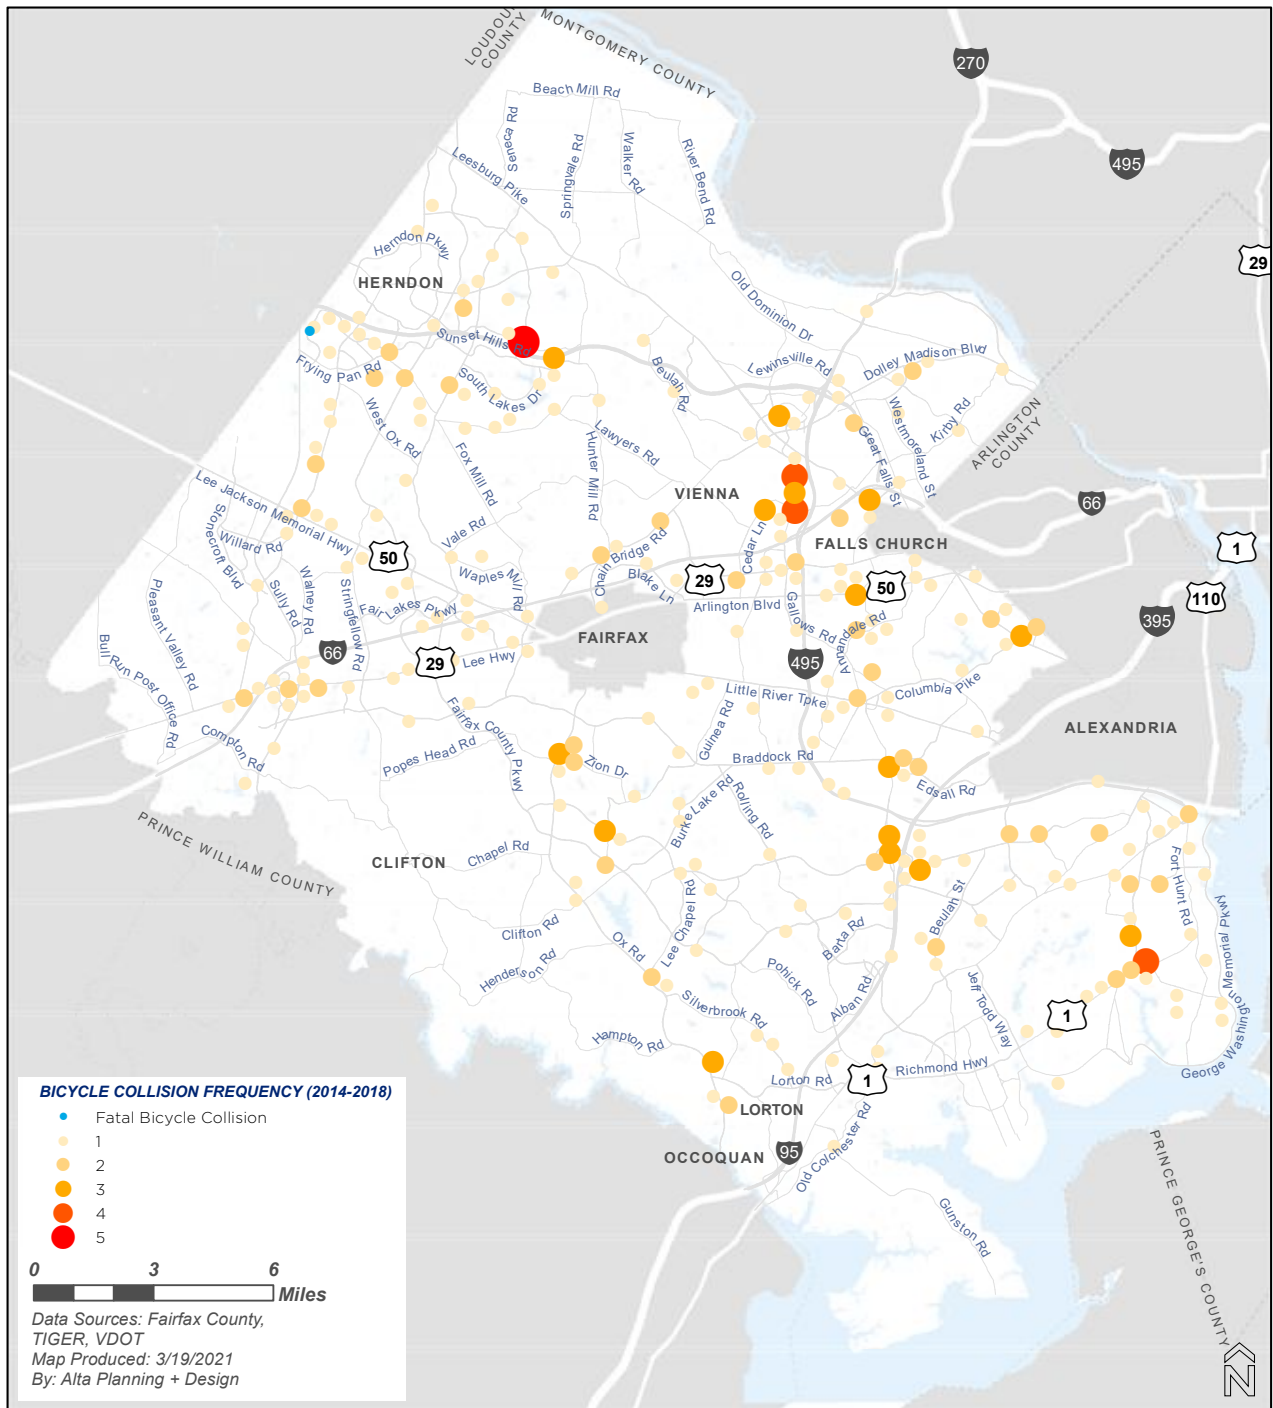 LOUDOUN
COUNTY
MONTGOMERY COUNTY
270
495
29
Beach Mill Rd
Seneca Rd
Springvale Rd
Walker Rd
River Bend Rd
Leesburg Pike
Herndon Pkwy
HERNDON
Old Dominion Dr
Sunset Hills Rd
Frying Pan Rd
South Lakes Dr
Beulah Rd
Lewinsville Rd
Dolley Madison Blvd
West Ox Rd
Fox Mill Rd
Hunter Mill Rd
Lawyers Rd
Great Falls St
Westmoreland St
Kirby Rd
ARLINGTON
COUNTY
66
1
110
395
Lee Jackson Memorial Hwy
Stonecroft Blvd
Willard Rd
50
Vale Rd
VIENNA
Chain Bridge Rd
Cedar Ln
FALLS CHURCH
Waples Mill Rd
Blake Ln
29
50
Pleasant Valley Rd
Sully Rd
Walney Rd
Stringfellow Rd
Fair Lakes Pkwy
Arlington Blvd
Gallows Rd
Annandale Rd
FAIRFAX
66
29
Lee Hwy
495
Bull Run Post Office Rd
Little River Tpke
Columbia Pike
Compton Rd
Fairfax County Pkwy
Popes Head Rd
Guinea Rd
ALEXANDRIA
Zion Dr
Braddock Rd
Edsall Rd
Burke Lake Rd
Rolling Rd
PRINCE WILLIAM COUNTY
CLIFTON
Chapel Rd
Fort Hunt Rd
Lee Chapel Rd
Beulah St
Clifton Rd
Ox Rd
Barta Rd
George Washington Memorial Pkwy
Henderson Rd
Pohick Rd
Alban Rd
Jeff Todd Way
Silverbrook Rd
1
Hampton Rd
Lorton Rd
1
Richmond Hwy
LORTON
OCCOQUAN
95
Old Colchester Rd
Gunston Rd
PRINCE GEORGE'S COUNTY
BICYCLE COLLISION FREQUENCY (2014-2018)
Fatal Bicycle Collision
1
2
3
4
5
0 3 6
Miles
Data Sources: Fairfax County,
TIGER, VDOT
Map Produced: 3/19/2021
By: Alta Planning + Design
N